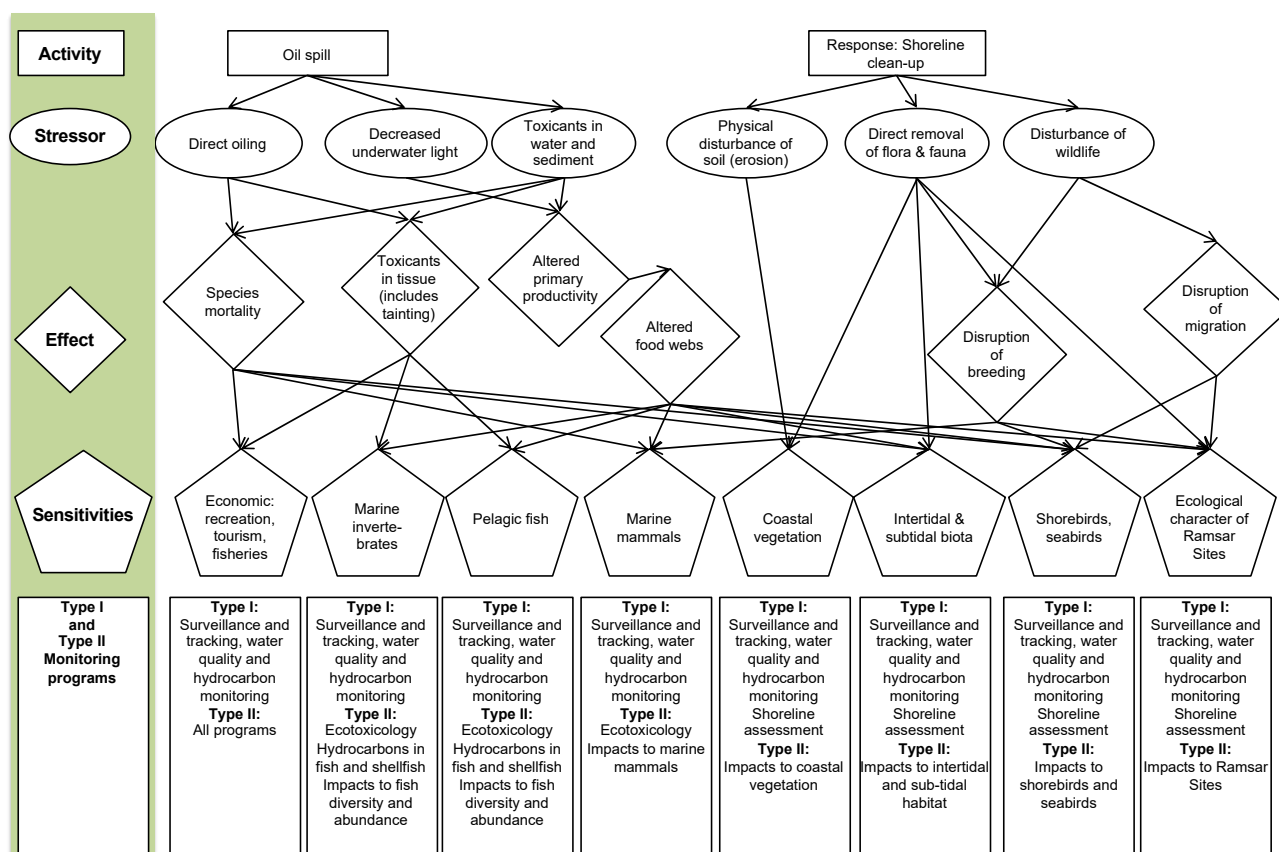 Activity
Oil spill
Response: Shoreline
clean-up
Stressor
Direct oiling
Decreased
underwater light
Toxicants in
water and
sediment
Physical
disturbance of
soil (erosion)
Direct removal
of flora & fauna
Disturbance of
wildlife
Effect
Species
mortality
Toxicants
in tissue
(includes
tainting)
Altered
primary
productivity
Altered
food webs
Disruption
of
breeding
Disruption
of
migration
Sensitivities
Economic:
recreation,
tourism,
fisheries
Marine
inverte-
brates
Pelagic fish
Marine
mammals
Coastal
vegetation
Intertidal &
subtidal biota
Shorebirds,
seabirds
Ecological
character of
Ramsar
Sites
Type I
and
Type II
Monitoring
programs
Type I:
Surveillance and
tracking, water
quality and
hydrocarbon
monitoring
Type II:
All programs
Type I:
Surveillance and
tracking, water
quality and
hydrocarbon
monitoring
Type II:
Ecotoxicology
Hydrocarbons in
fish and shellfish
Impacts to fish
diversity and
abundance
Type I:
Surveillance and
tracking, water
quality and
hydrocarbon
monitoring
Type II:
Ecotoxicology
Hydrocarbons in
fish and shellfish
Impacts to fish
diversity and
abundance
Type I:
Surveillance and
tracking, water
quality and
hydrocarbon
monitoring
Type II:
Ecotoxicology
Impacts to marine
mammals
Type I:
Surveillance and
tracking, water
quality and
hydrocarbon
monitoring
Shoreline
assessment
Type II:
Impacts to coastal
vegetation
Type I:
Surveillance and
tracking, water
quality and
hydrocarbon
monitoring
Shoreline
assessment
Type II:
Impacts to intertidal
and sub-tidal
habitat
Type I:
Surveillance and
tracking, water
quality and
hydrocarbon
monitoring
Shoreline
assessment
Type II:
Impacts to
shorebirds and
seabirds
Type I:
Surveillance and
tracking, water
quality and
hydrocarbon
monitoring
Shoreline
assessment
Type II:
Impacts to Ramsar
Sites